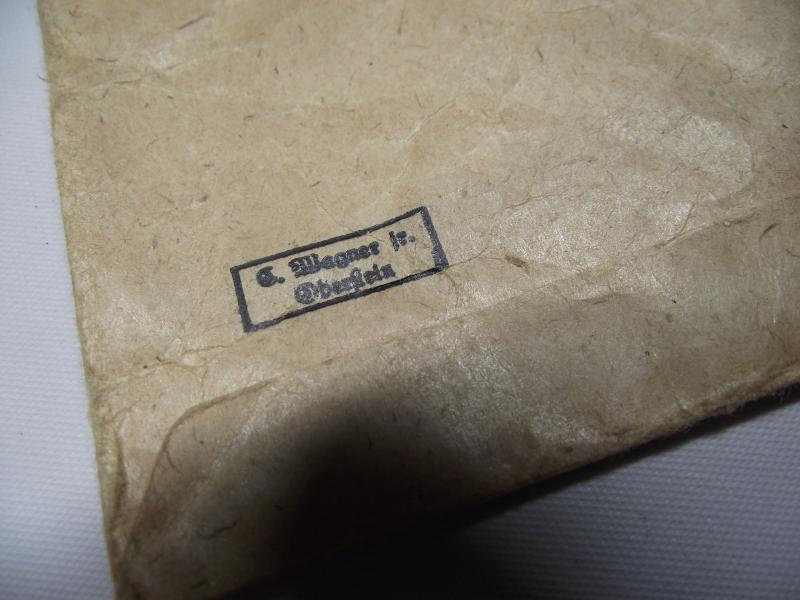 C. Wagner jr.
Oberstein